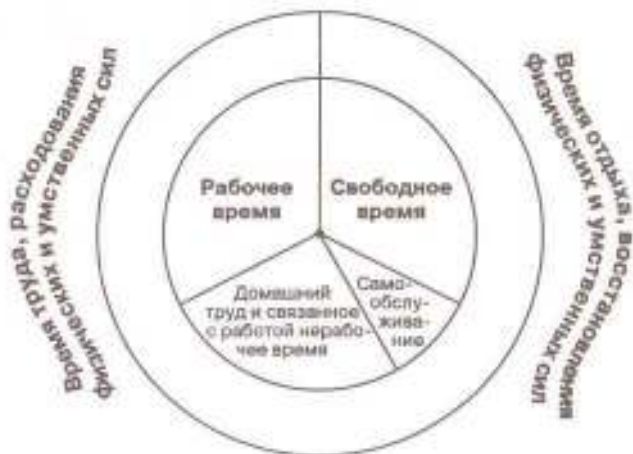 Время труда, расходования
физических и умственных сил
Рабочее
время
Свободное
время
Домашний
труд и связанное
с работой нерабо-
чее время
Само-
обслу-
жива-
ние
Время отдыха, восстановления
физических и умственных сил